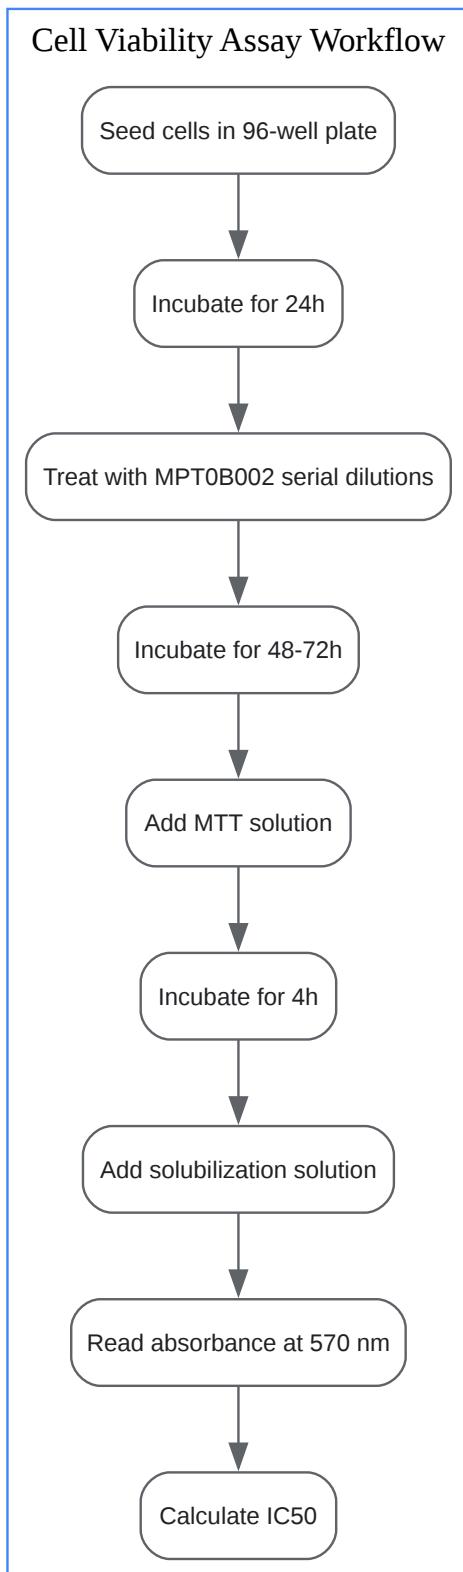 Cell Viability Assay Workflow
Seed cells in 96-well plate
Incubate for 24h
Treat with MPT0B002 serial dilutions
Incubate for 48-72h
Add MTT solution
Incubate for 4h
Add solubilization solution
Read absorbance at 570 nm
Calculate IC50